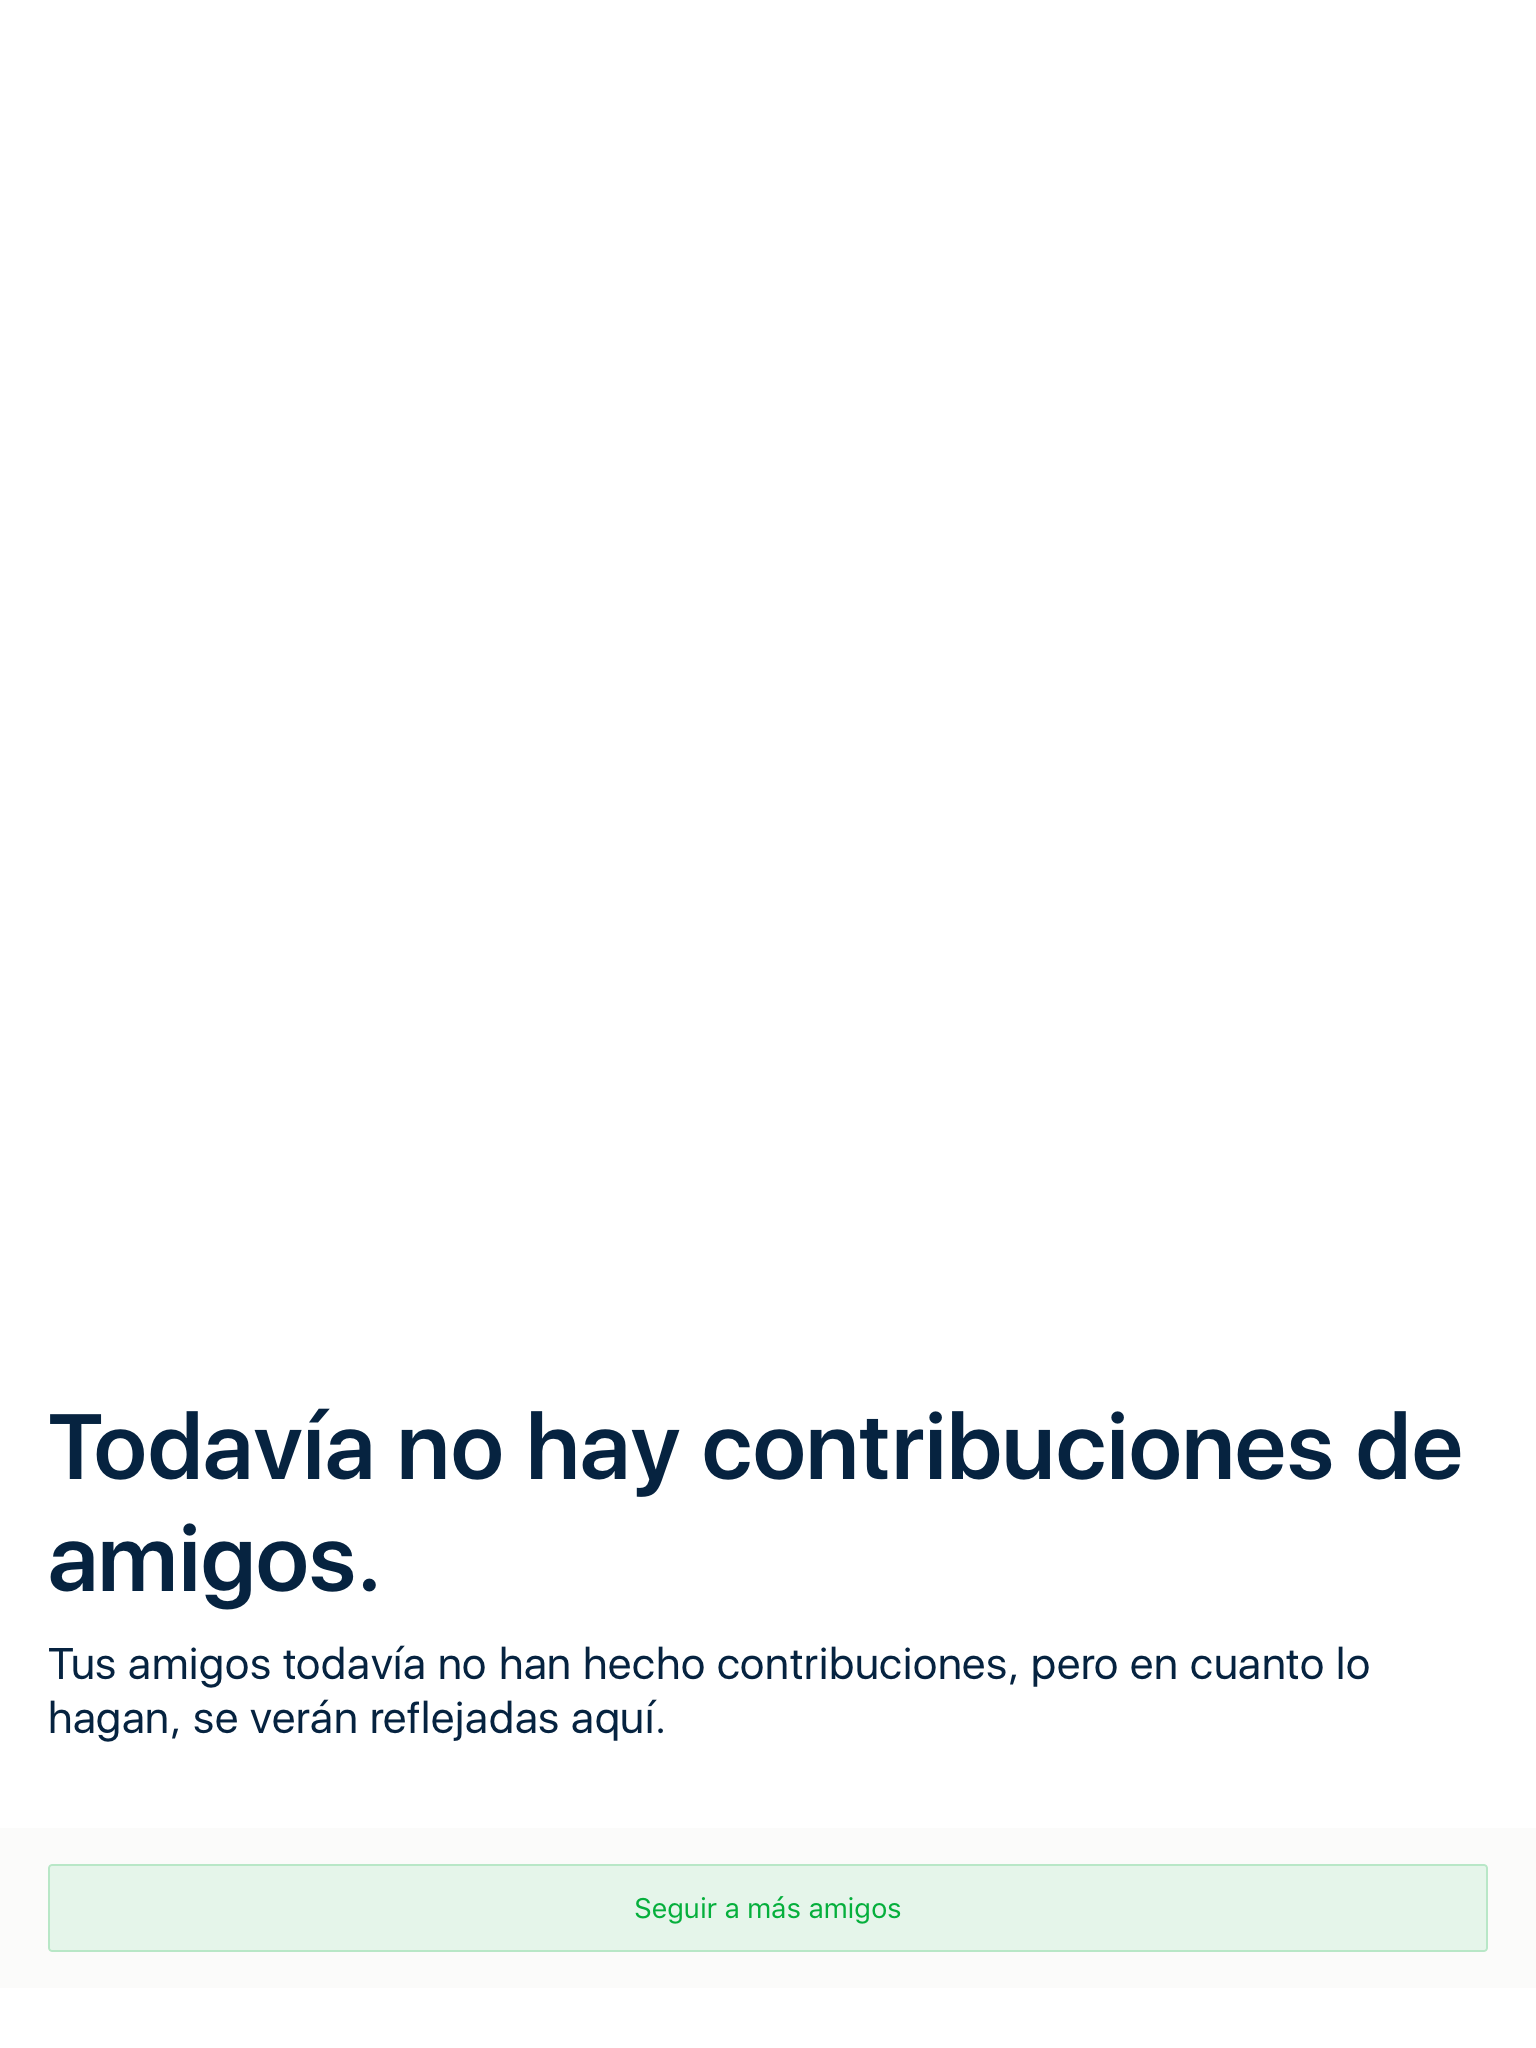 Todavía no hay contribuciones de
amigos.
Tus amigos todavía no han hecho contribuciones, pero en cuanto lo
hagan, se verán reflejadas aquí.
Seguir a más amigos